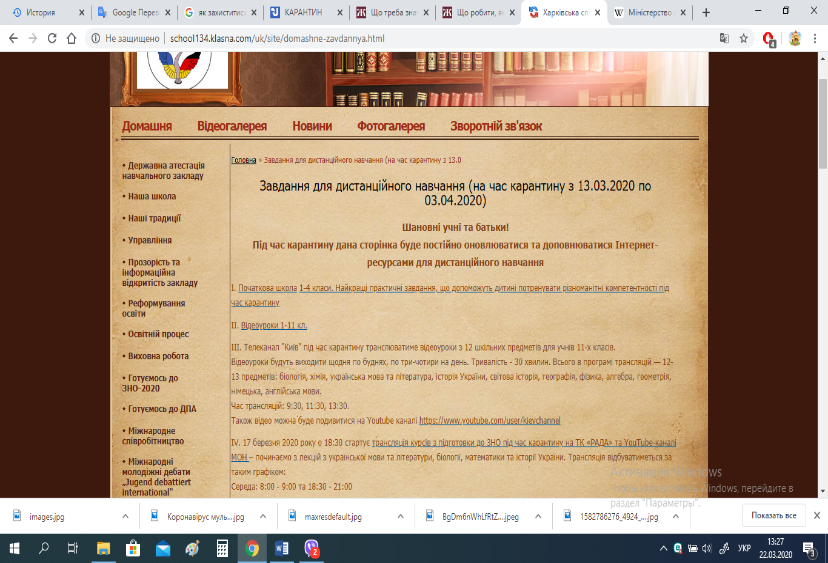 История
Google Перев
як захиститися
КАРАНТИН
Що треба зна
Що робити, як
Харківська спе
Міністерство
Не защищено | school134.klasna.com/uk/site/domashne-zavdannya.html
4
Домашня Відеогалерея Новини Фотогалерея Зворотній зв'язок
• Державна атестація
навчального закладу
• Наша школа
• Наші традиції
• Управління
• Прозорість та
інформаційна
відкритість закладу
• Реформування
освіти
• Освітній процес
• Виховна робота
• Готуємось до
ЗНО-2020
• Готуємось до ДПА
• Міжнародне
співробітництво
• Міжнародні
молодіжні дебати
„Jugend debattiert
international"
Головна » Завдання для дистанційного навчання (на час карантину з 13.0
Завдання для дистанційного навчання (на час карантину з 13.03.2020 по
03.04.2020)
Шановні учні та батьки!
Під час карантину дана сторінка буде постійно оновлюватися та доповнюватися Інтернет-
ресурсами для дистанційного навчання
І. Початкова школа 1-4 класи. Найкращі практичні завдання, що допоможуть дитині потренувати різноманітні компетентності під
час карантину
ІІ. Відеоуроки 1-11 кл.
ІІІ. Телеканал "Київ" під час карантину транслюватиме відеоуроки з 12 шкільних предметів для учнів 11-х класів.
Відеоуроки будуть виходити щодня по буднях, по три-чотири на день. Тривалість - 30 хвилин. Всього в програмі трансляцій — 12-
13 предметів: біологія, хімія, українська мова та література, історія України, світова історія, географія, фізика, алгебра, геометрія,
німецька, англійська мови.
Час трансляцій: 9:30, 11:30, 13:30.
Також відео можна буде подивитися на Youtube каналі https://www.youtube.com/user/kievchannel
IV. 17 березня 2020 року о 18:30 стартує трансляція курсів з підготовки до ЗНО під час карантину на ТК «РАДА» та YouTube-каналі
МОН – починаємо з лекцій з української мови та літератури, біології, математики та історії України. Трансляція відбуватиметься за
таким графіком:
Середа: 8:00 - 9:00 та 18:30 - 21:00
Windows, перейдите в
раздел "Параметры".
images.jpg
Коронавірус муль....jpg
maxresdefault.jpg
BgDm6nWhLfRtZ....jpeg
1582786276_4924_....jpg
Показать все
2
УКР
13:27
22.03.2020
3